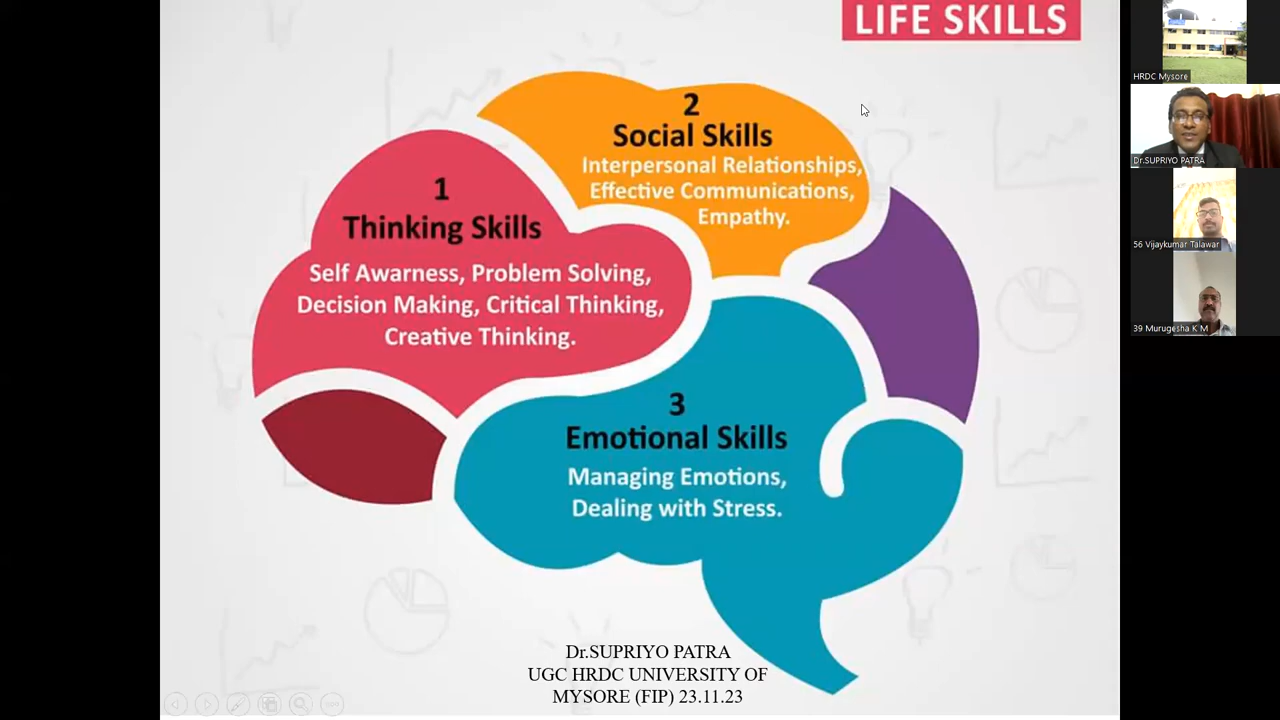 LIFE SKILLS
2
Social Skills
Interpersonal Relationships,
Effective Communications,
Empathy.
1
Thinking Skills
Self Awarness, Problem Solving,
Decision Making, Critical Thinking,
Creative Thinking.
3
Emotional Skills
Managing Emotions,
Dealing with Stress.
Dr.SUPRIYO PATRA
UGC HRDC UNIVERSITY OF
MYSORE (FIP) 23.11.23
HRDC Mysore
Dr.SUPRIYO PATRA
56 Vijaykumar Talawar
39 Murugesha K M